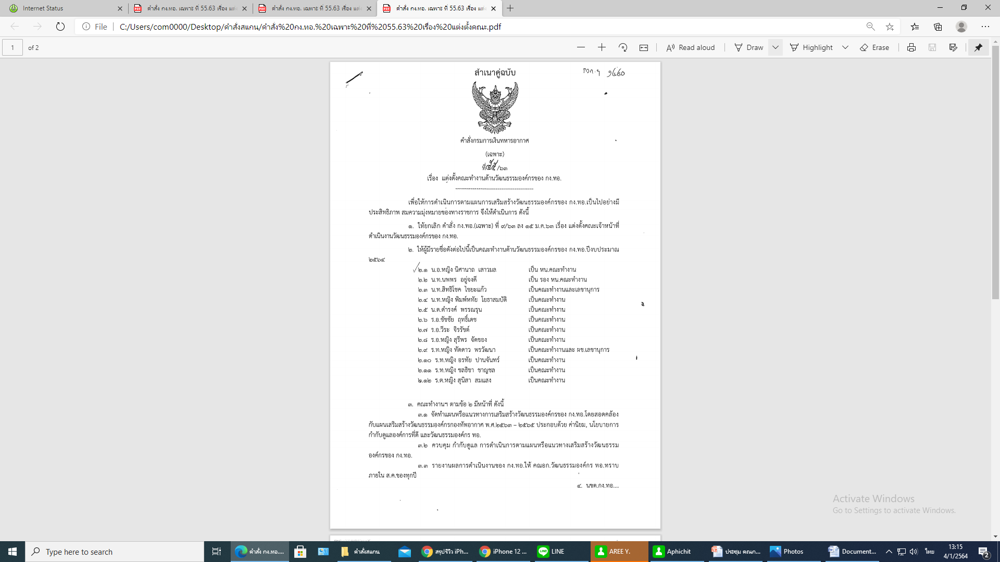 Internet Status
คำสั่ง กง.ทอ. เฉพาะ ที่ 55.63 เรื่อง แต่ง
คำสั่ง กง.ทอ. เฉพาะ ที่ 55.63 เรื่อง แต่ง
คำสั่ง กง.ทอ. เฉพาะ ที่ 55.63 เรื่อง แต่ง
File
C:/Users/com0000/Desktop/คำสั่งสแกน/คำสั่ง%20กง.ทอ.%20เฉพาะ%20ที่%2055.63%20เรื่อง%20แต่งตั้งคณะ.pdf
1 of 2
Read aloud Draw Highlight Erase
สำเนาคู่ฉบับ
คำสั่งกรมการเงินทหารอากาศ
(เฉพาะ)
ที่ ๕๕/๖๓
เรื่อง แต่งตั้งคณะทำงานด้านวัฒนธรรมองค์กรของ กง.ทอ.
-----------------------------------------
เพื่อให้การดำเนินการตามแผนการเสริมสร้างวัฒนธรรมองค์กรของ กง.ทอ.เป็นไปอย่างมี
ประสิทธิภาพ สมความมุ่งหมายของทางราชการ จึงให้ดำเนินการ ดังนี้
๑. ให้ยกเลิก คำสั่ง กง.ทอ.(เฉพาะ) ที่ ๙/๖๓ ลง ๑๕ ม.ค.๖๓ เรื่อง แต่งตั้งคณะเจ้าหน้าที่
ดำเนินงานวัฒนธรรมองค์กรของ กง.ทอ.
๒. ให้ผู้มีรายชื่อดังต่อไปนี้เป็นคณะทำงานด้านวัฒนธรรมองค์กรของ กง.ทอ.ปีงบประมาณ
๒๕๖๔
๒.๑ น.อ.หญิง นิศานาถ เสาวมล เป็น หน.คณะทำงาน
๒.๒ น.ท.นพพร อยู่จงดี เป็น รอง หน.คณะทำงาน
๒.๓ น.ท.สิทธิโชค ไชยะแก้ว เป็นคณะทำงานและเลขานุการ
๒.๔ น.ท.หญิง พิมพ์หทัย โยธาสมบัติ เป็นคณะทำงาน
๒.๕ น.ต.ดำรงค์ พรรณรุน เป็นคณะทำงาน
๒.๖ ร.อ.ชัชชัย ฤทธิ์เดช เป็นคณะทำงาน
๒.๗ ร.อ.วีระ จิรรัขต์ เป็นคณะทำงาน
๒.๘ ร.อ.หญิง สุรีพร จัดของ เป็นคณะทำงาน
๒.๙ ร.ท.หญิง ทัดดาว พรวัฒนา เป็นคณะทำงานและ ผช.เลขานุการ
๒.๑๐ ร.ท.หญิง อรทัย ปานจันทร์ เป็นคณะทำงาน
๒.๑๑ ร.ท.หญิง ชลธิชา ชาญชล เป็นคณะทำงาน
๒.๑๒ ร.ต.หญิง สุนิสา สมแสง เป็นคณะทำงาน
๓. คณะทำงานฯ ตามข้อ ๒ มีหน้าที่ ดังนี้
๓.๑ จัดทำแผนหรือแนวทางการเสริมสร้างวัฒนธรรมองค์กรของ กง.ทอ.โดยสอดคล้อง
กับแผนเสริมสร้างวัฒนธรรมองค์กรกองทัพอากาศ พ.ศ.๒๕๖๓ – ๒๕๖๕ ประกอบด้วย ค่านิยม, นโยบายการ
กำกับดูแลองค์การที่ดี และวัฒนธรรมองค์กร ทอ.
๓.๒ ควบคุม กำกับดูแล การดำเนินการตามแผนหรือแนวทางเสริมสร้างวัฒนธรรม
องค์กรของ กง.ทอ.
๓.๓ รายงานผลการดำเนินงานของ กง.ทอ.ให้ คณอก.วัฒนธรรมองค์กร ทอ.ทราบ
ภายใน ส.ค.ของทุกปี
๔. นขต.กง.ทอ....
Activate Windows
Go to Settings to activate Windows.
Type here to search
คำสั่ง กง.ทอ.... คำสั่งสแกน สรุปรีวิว iPh... iPhone 12 ... LINE AREE Y. Aphichit ประชุม คณก... Photos Document... ไทย
13:15
4/1/2564
2